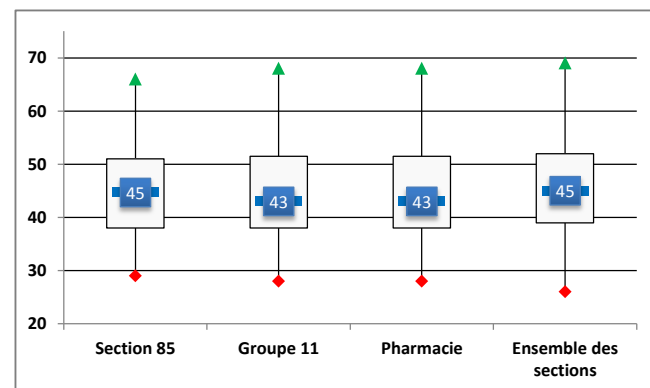 70
60
50
40
30
20
45
43
43
45
Section 85
Groupe 11
Pharmacie
Ensemble des
sections